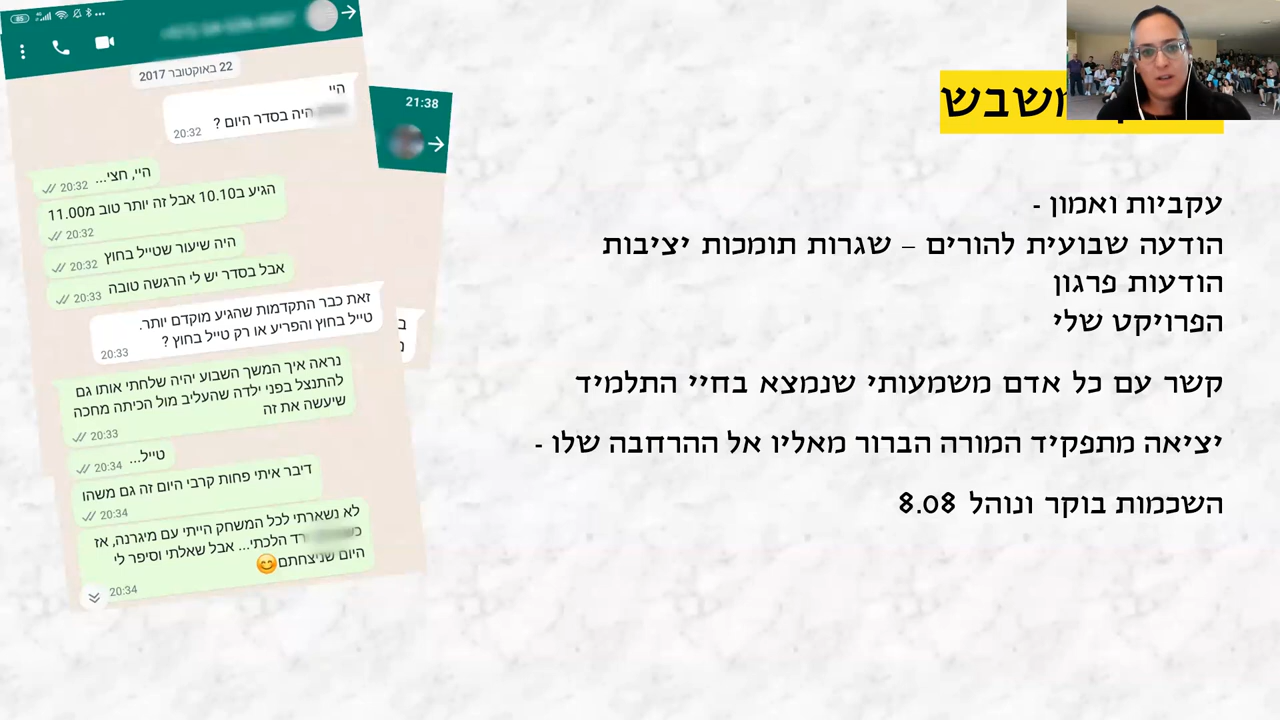 משבש
עקביות ואמון -
הודעה שבועית להורים – שגרות תומכות יציבות
הודעות פרגון
הפרויקט שלי
קשר עם כל אדם משמעותי שנמצא בחיי התלמיד
יציאה מתפקיד המורה הברור מאליו אל ההרחבה שלו -
השכמות בוקר ונוהל 8.08
21:38
22 באוקטובר 2017
היי
היה בסדר היום ?
20:32
היי, חצי...
20:32
הגיע ב10.10 אבל זה יותר טוב מ11.00
20:32
היה שיעור שטייל בחוץ
20:32
אבל בסדר יש לי הרגשה טובה
20:33
זאת כבר התקדמות שהגיע מוקדם יותר.
טייל בחוץ והפריע או רק טייל בחוץ ?
20:33
נראה איך המשך השבוע יהיה שלחתי אותו גם
להתנצל בפני ילדה שהעליב מול הכיתה מחכה
שיעשה את זה
20:33
טייל...
20:34
דיבר איתי פחות קרבי היום זה גם משהו
20:34
לא נשארתי לכל המשחק הייתי עם מיגרנה, אז
רד הלכתי... אבל שאלתי וסיפר לי
היום שניצחתם😊
20:34